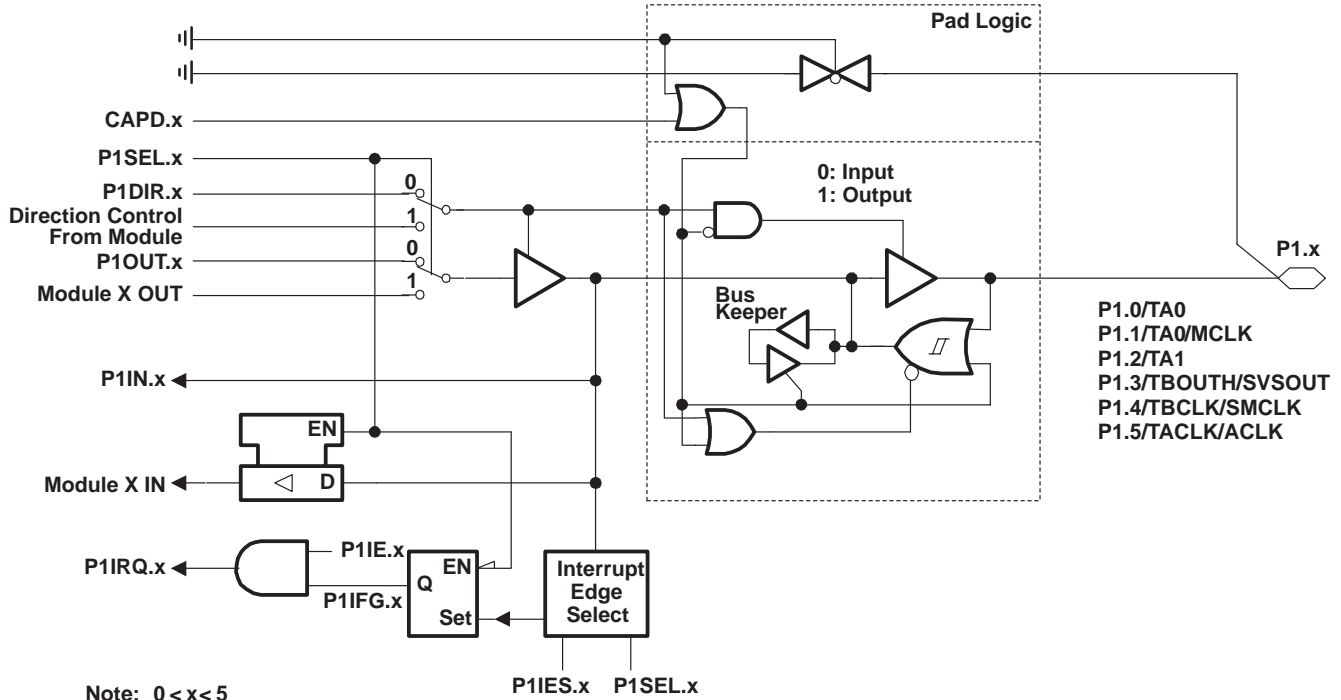 Pad Logic
CAPD.x
P1SEL.x
P1DIR.x
0
Direction Control
From Module
1
P1OUT.x
0
Module X OUT
1
0: Input
1: Output
Bus
Keeper
P1.x
P1.0/TA0
P1.1/TA0/MCLK
P1.2/TA1
P1.3/TBOUTH/SVSOUT
P1.4/TBCLK/SMCLK
P1.5/TACLK/ACLK
P1IN.x
EN
Module X IN
D
P1IRQ.x
P1IE.x
P1IFG.x
EN
Q
Set
Interrupt
Edge
Select
P1IES.x
P1SEL.x
Note: 0 < x < 5